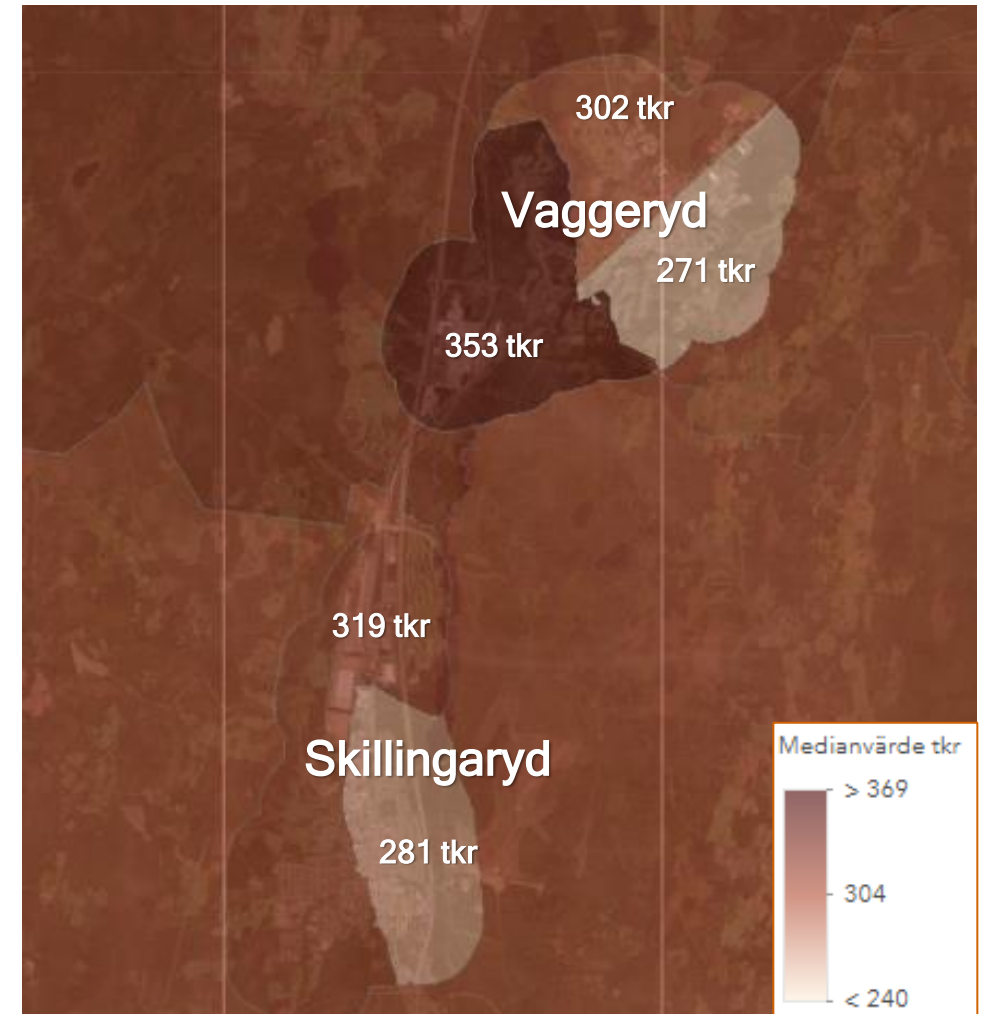 302 tkr
Vaggeryd
271 tkr
353 tkr
319 tkr
Skillingaryd
281 tkr
Medianvärde tkr
> 369
304
< 240